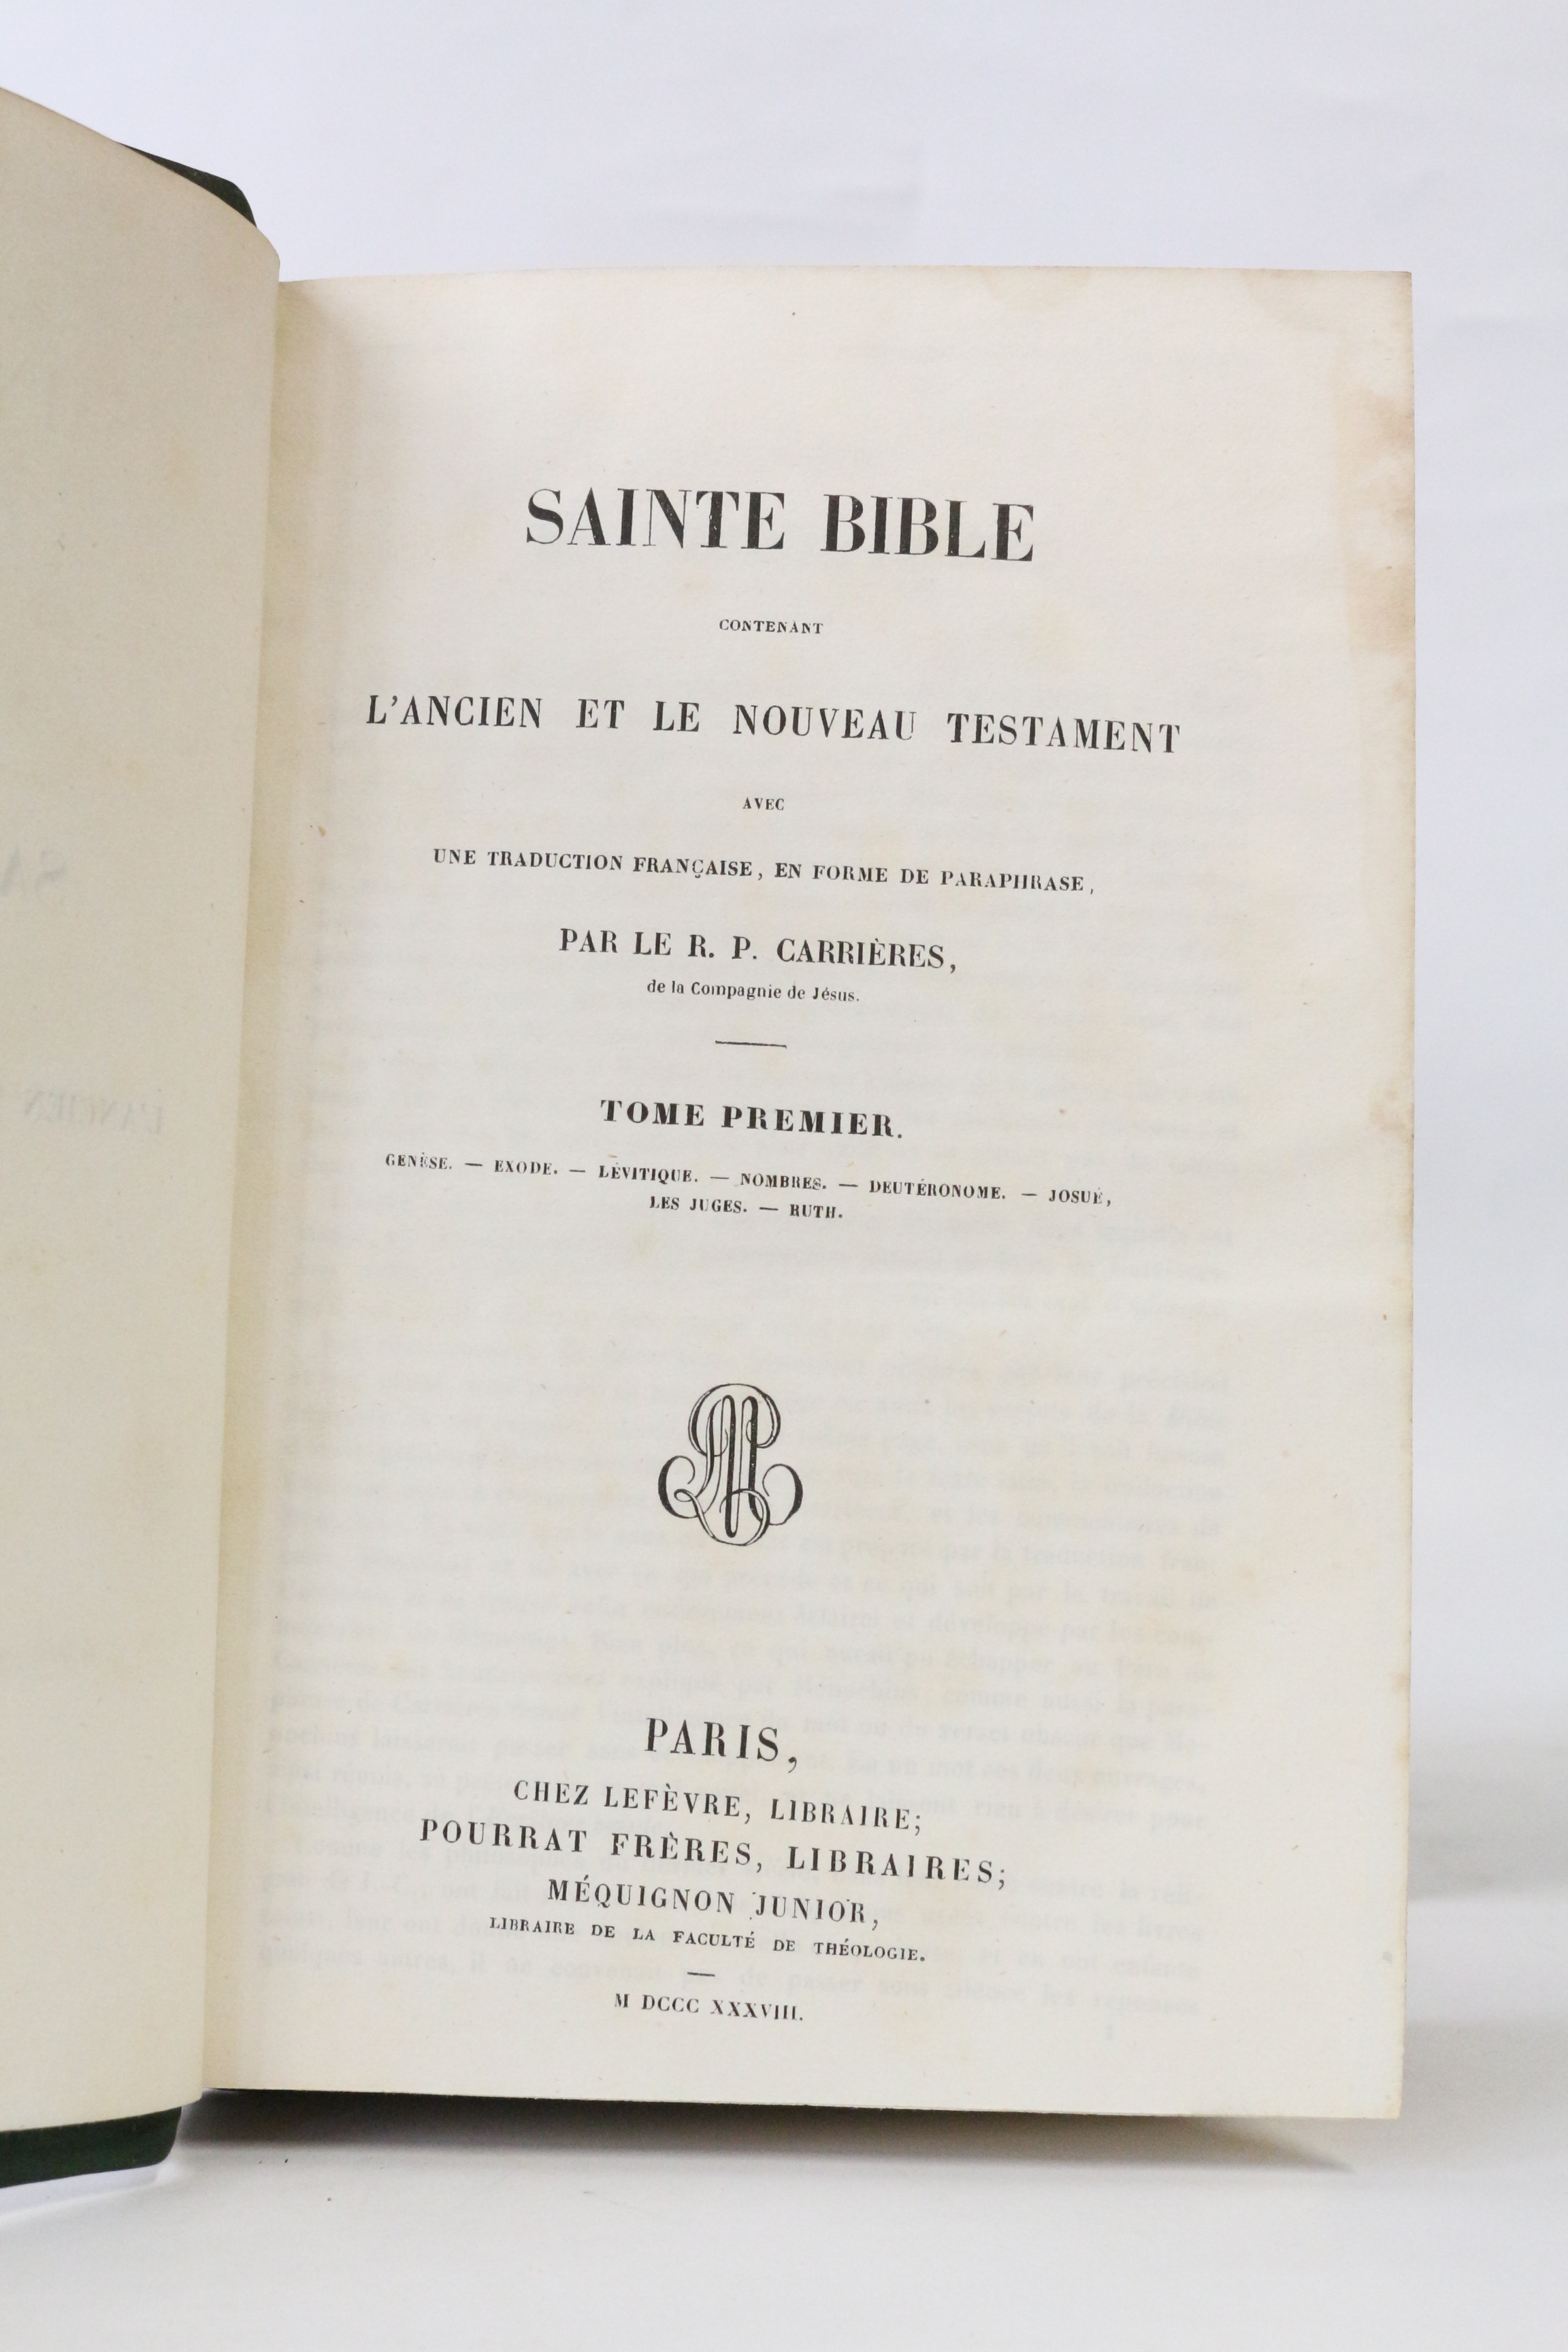 SAINTE BIBLE
CONTENANT
L'ANCIEN ET LE NOUVEAU TESTAMENT
AVEC
UNE TRADUCTION FRANÇAISE, EN FORME DE PARAPHRASE,
PAR LE R. P. CARRIÈRES,
de la Compagnie de Jésus.
TOME PREMIER.
GENÈSE. — EXODE. — LÉVITIQUE. — NOMBRES. — DEUTÉRONOME. — JOSUÉ,
LES JUGES. — RUTH.
PARIS,
CHEZ LEFÈVRE, LIBRAIRE;
POURRAT FRÈRES, LIBRAIRES;
MÉQUIGNON JUNIOR,
LIBRAIRE DE LA FACULTÉ DE THÉOLOGIE.
M DCCC XXXVIII.